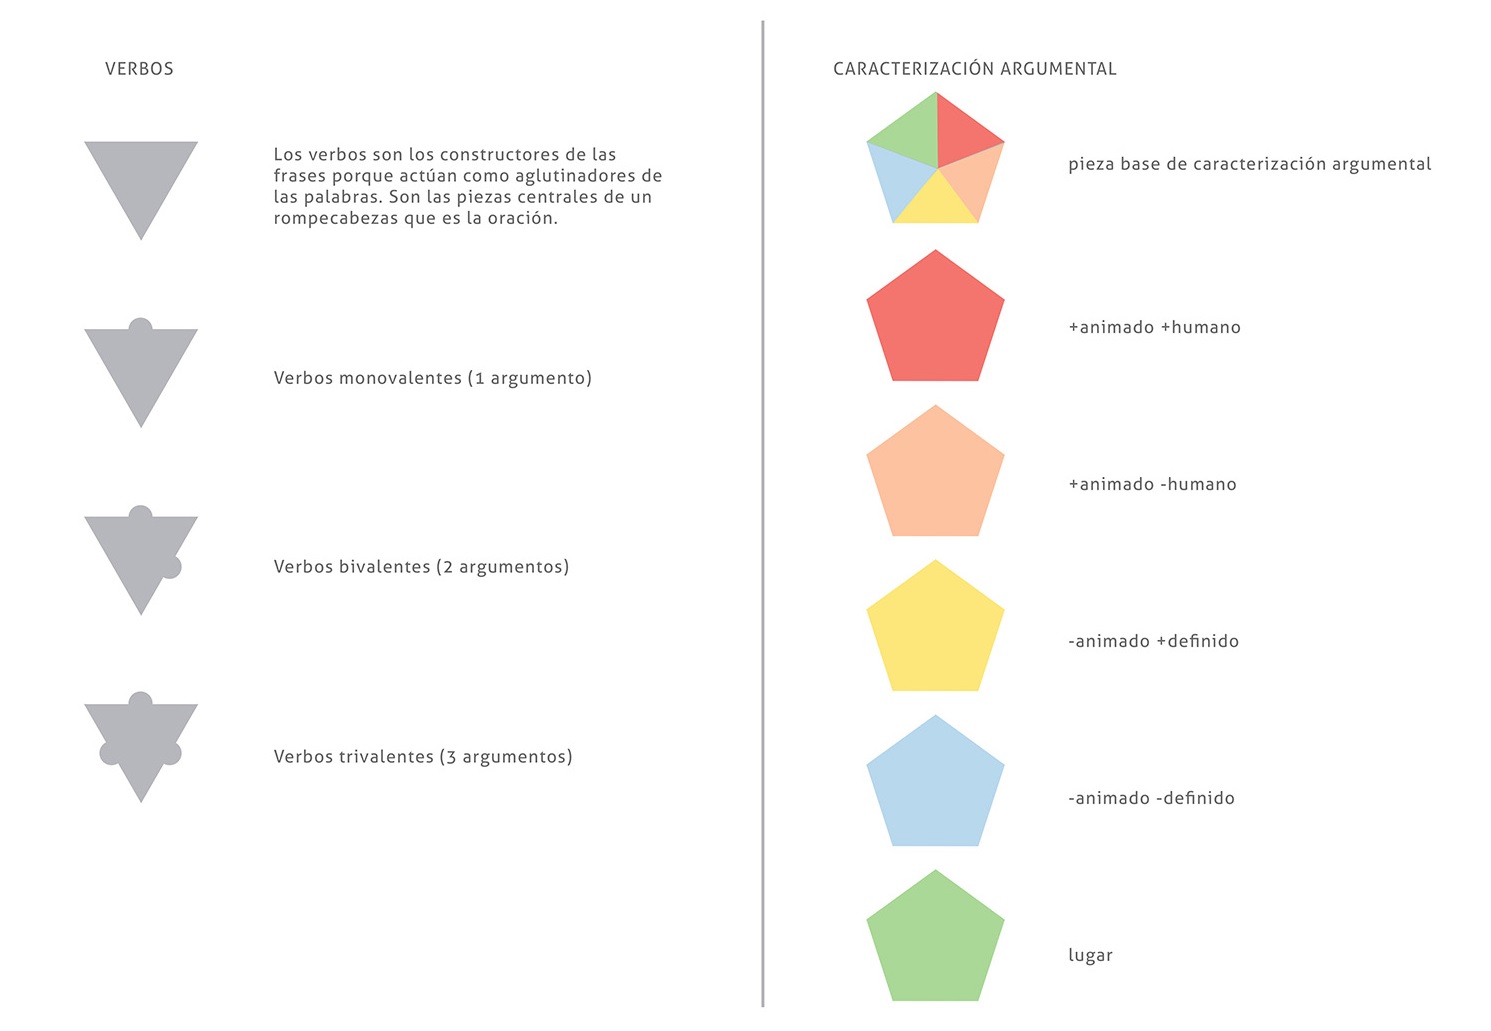 VERBOS
Los verbos son los constructores de las
frases porque actúan como aglutinadores de
las palabras. Son las piezas centrales de un
rompecabezas que es la oración.
Verbos monovalentes (1 argumento)
Verbos bivalentes (2 argumentos)
Verbos trivalentes (3 argumentos)
CARACTERIZACIÓN ARGUMENTAL
pieza base de caracterización argumental
+animado +humano
+animado -humano
-animado +definido
-animado -definido
lugar